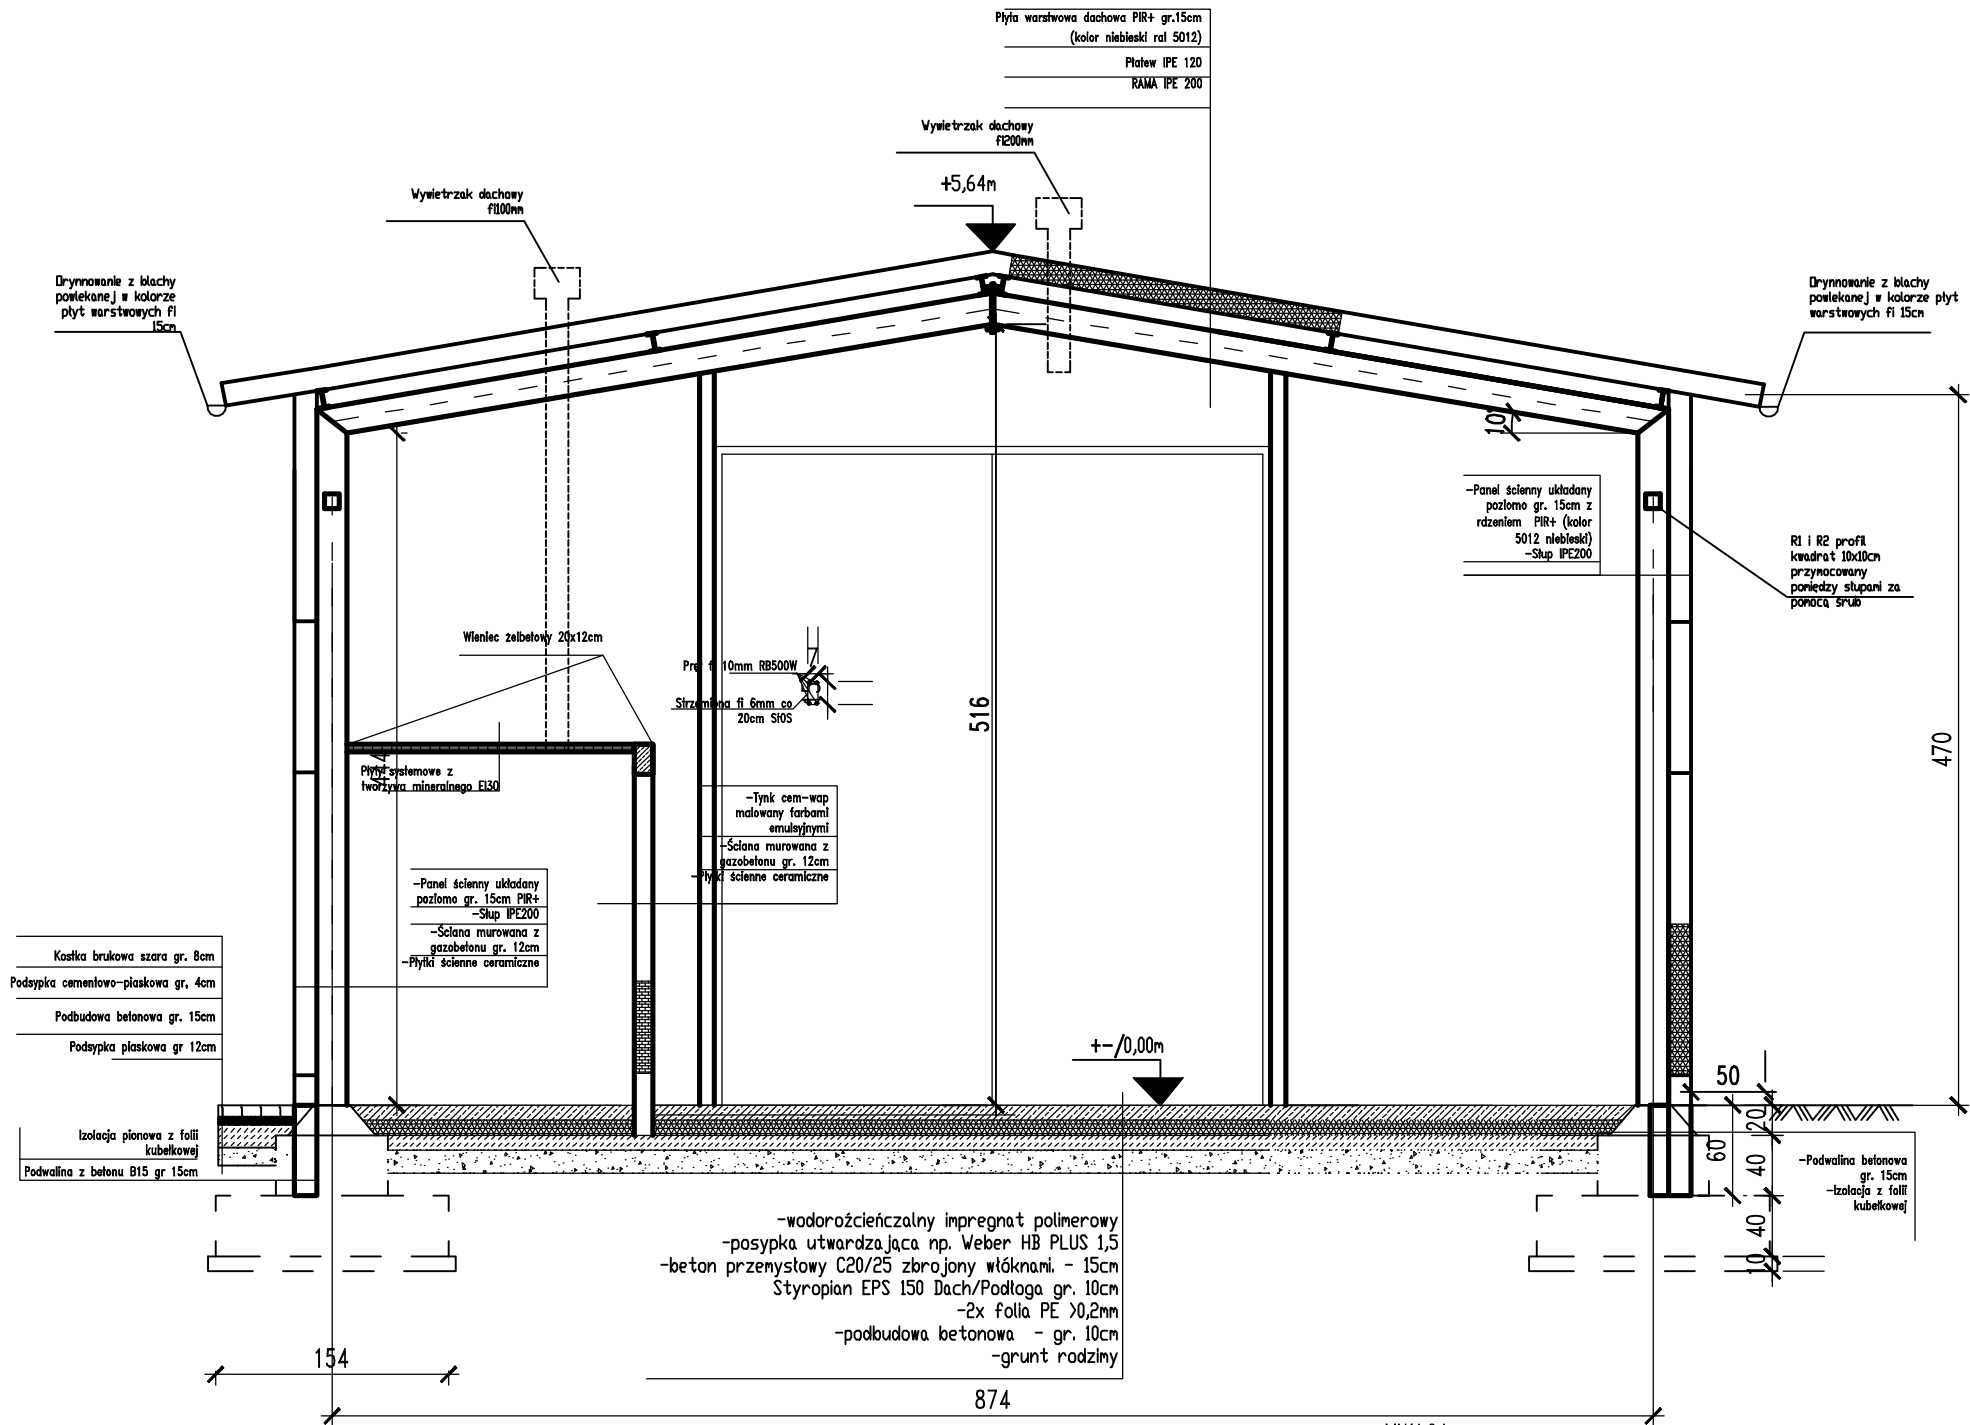 Płyta warstwowa dachowa PIR+ gr.15cm
(kolor niebieski ral 5012)
Płatew IPE 120
RAMA IPE 200
Wywietrzak dachowy
fi200mm
+5,64m
Wywietrzak dachowy
fi100mm
Orynnowanie z blachy
powlekanej w kolorze
płyt warstwowych fi
15cm
Orynnowanie z blachy
powlekanej w kolorze płyt
warstwowych fi 15cm
10
-Panel ścienny układany
poziomo gr. 15cm z
rdzeniem PIR+ (kolor
5012 niebieski)
-Słup IPE200
R1 i R2 profil
kwadrat 10x10cm
przymocowany
pomiędzy słupami za
pomocą śrub
Wieniec żelbetowy 20x12cm
7
Pręt fi 10mm RB500W
Strzemiona fi 6mm co
20cm St0S
516
470
444
Płyty systemowe z
tworzywa mineralnego EI30
-Tynk cem-wap
malowany farbami
emulsyjnymi
-Ściana murowana z
gazobetonu gr. 12cm
-Płytki ścienne ceramiczne
-Panel ścienny układany
poziomo gr. 15cm PIR+
-Słup IPE200
-Ściana murowana z
gazobetonu gr. 12cm
-Płytki ścienne ceramiczne
Kostka brukowa szara gr. 8cm
Podsypka cementowo-piaskowa gr, 4cm
Podbudowa betonowa gr. 15cm
Podsypka piaskowa gr 12cm
+-/0,00m
50
20
60
40
40
10
Izolacja pionowa z folii
kubełkowej
Podwalina z betonu B15 gr 15cm
-Podwalina betonowa
gr. 15cm
-Izolacja z folii
kubełkowej
-wodorożcieńczalny impregnat polimerowy
-posypka utwardzająca np. Weber HB PLUS 1,5
-beton przemysłowy C20/25 zbrojony włóknami. - 15cm
Styropian EPS 150 Dach/Podłoga gr. 10cm
-2x folia PE >0,2mm
-podbudowa betonowa - gr. 10cm
-grunt rodzimy
154
874